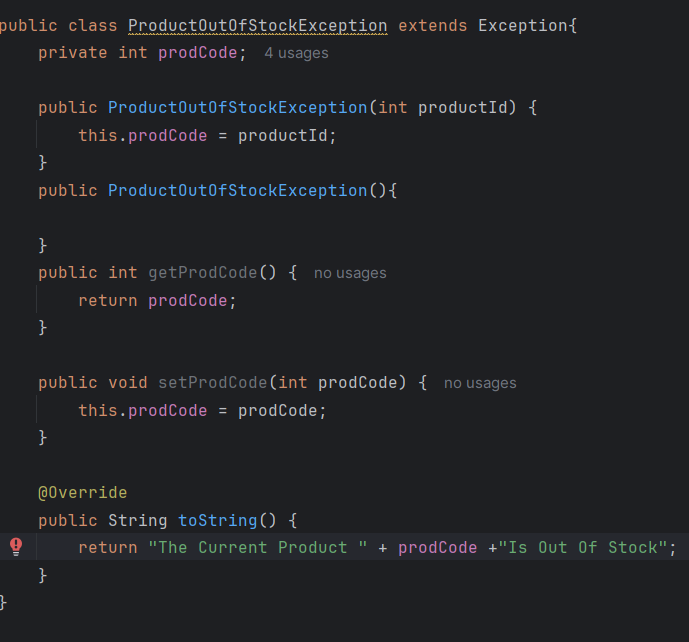 public class ProductOutOfStockException extends Exception{
private int prodCode; 4 usages
public ProductOutOfStockException(int productId) {
this.prodCode = productId;
}
public ProductOutOfStockException(){
}
public int getProdCode() { no usages
return prodCode;
}
public void setProdCode(int prodCode) { no usages
this.prodCode = prodCode;
}
@Override
public String toString() {
return "The Current Product " + prodCode +"Is Out Of Stock";
}
}